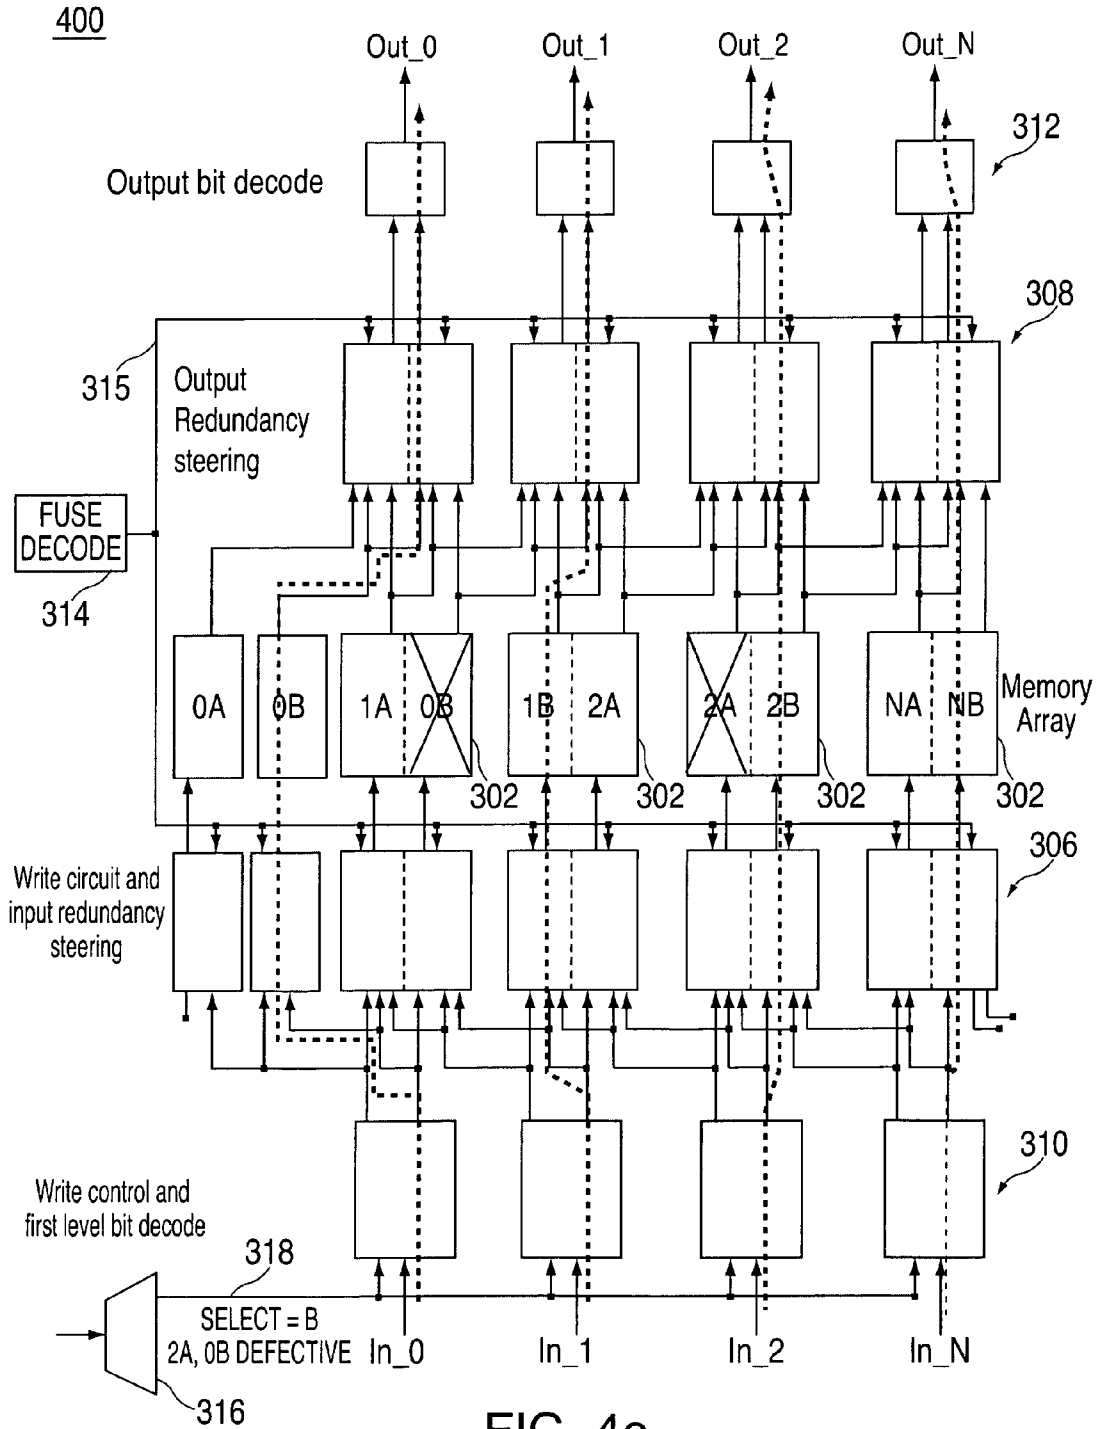 400
Out_0 Out_1 Out_2 Out_N
312
Output bit decode
308
315
Output
Redundancy
steering
FUSE
DECODE
314
0A 0B 1A 0B 1B 2A 2A 2B NA NB
Memory
Array
302 302 302 302
Write circuit and
input redundancy
steering
306
310
Write control and
first level bit decode
318
SELECT = B
2A, 0B DEFECTIVE
In_0 In_1 In_2 In_N
316